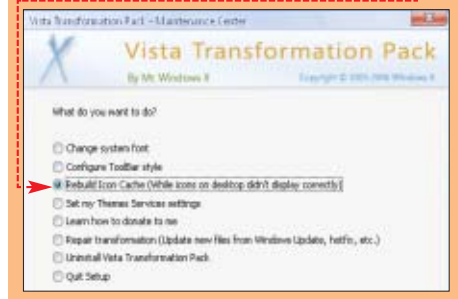 Vista Transformation Pack - Maintenance Center
Vista Transformation Pack
By Mr. Windows X
Copyright © 2005-2006 Windows X
What do you want to do?
Change system font
Configure ToolBar style
Rebuild Icon Cache (While icons on desktop didn't display correctly)
Set my Themes Services settings
Learn how to donate to me
Repair transformation (Update new files from Windows Update, hotfix, etc.)
Uninstall Vista Transformation Pack
Quit Setup